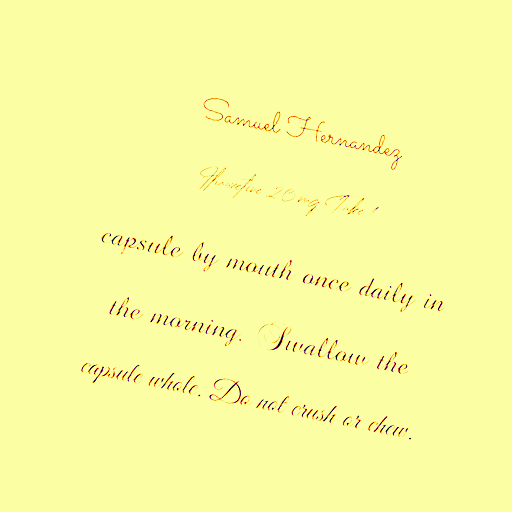 Samuel Hernandez
20 mg Take 1
capsule by mouth once daily in
the morning. Swallow the
capsule whole. Do not crush or chew.